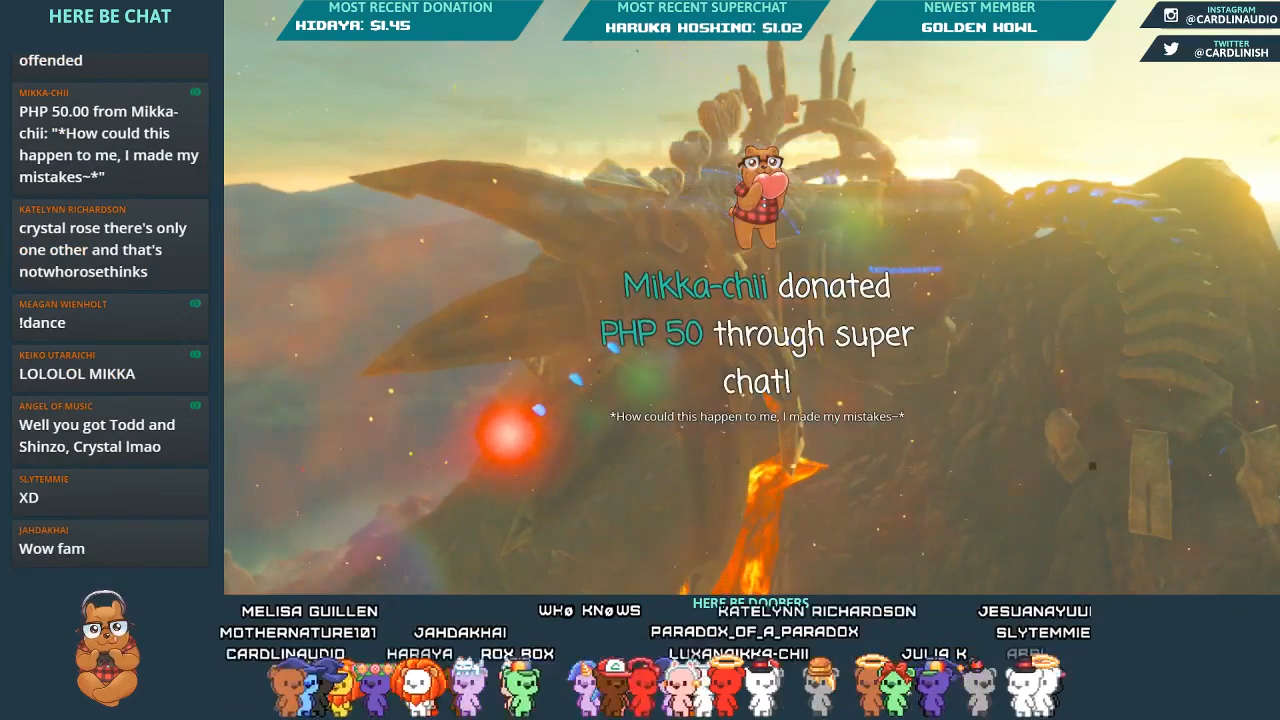 HERE BE CHAT
offended
MIKKA-CHII
PHP 50.00 from Mikka-
chii: "*How could this
happen to me, I made my
mistakes~*"
KATELYNN RICHARDSON
crystal rose there's only
one other and that's
notwhorosethinks
MEAGAN WIENHOLT
!dance
KEIKO UTARAICHI
LOLOLOL MIKKA
ANGEL OF MUSIC
Well you got Todd and
Shinzo, Crystal lmao
SLYTEMMIE
XD
JAHDAKHAI
Wow fam
MOST RECENT DONATION
HIDAYA: $1.45
MOST RECENT SUPERCHAT
HARUKA HOSHINO: $1.02
NEWEST MEMBER
GOLDEN HOWL
INSTAGRAM
@CARDLINAUDIO
TWITTER
@CARDLINISH
Mikka-chii donated
PHP 50 through super
chat!
*How could this happen to me, I made my mistakes~*
HERE BE DOOBERS
MELISA GUILLEN WHØ KNØWS KATELYNN RICHARDSON JESUANAYUUI
MOTHERNATURE101 JAHDAKHAI PARADOX_OF_A_PARADOX SLYTEMMIE
CARDLINAUDIO HARAYA ROX BOX JULIA K.